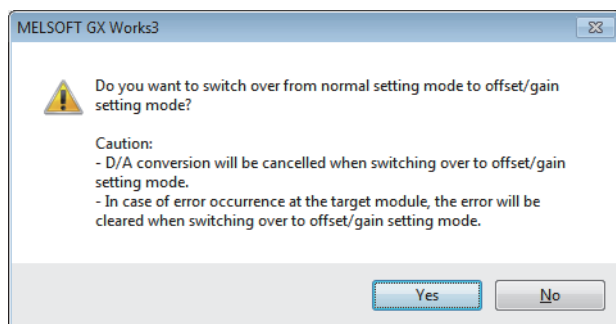 MELSOFT GX Works3
Do you want to switch over from normal setting mode to offset/gain
setting mode?
Caution:
- D/A conversion will be cancelled when switching over to offset/gain
setting mode.
- In case of error occurrence at the target module, the error will be
cleared when switching over to offset/gain setting mode.
Yes
No